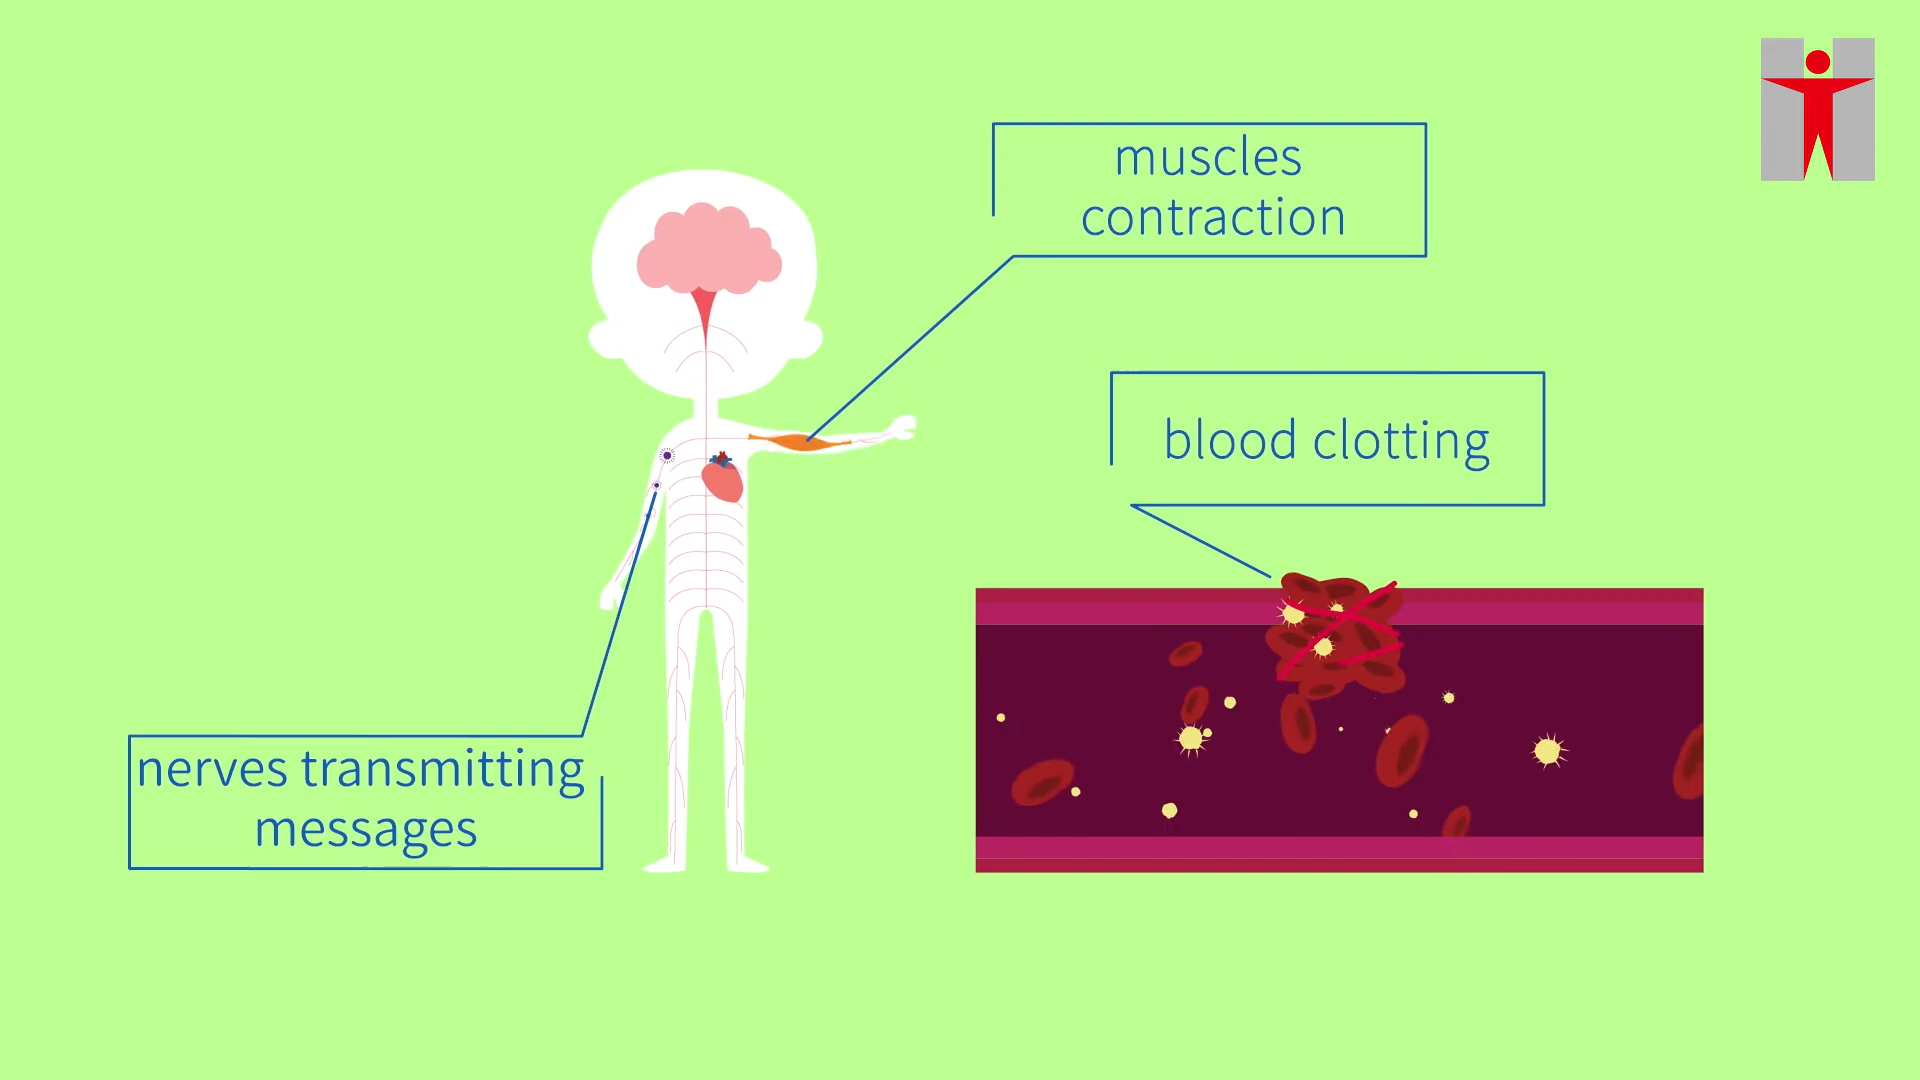 muscles
contraction
blood clotting
nerves transmitting
messages